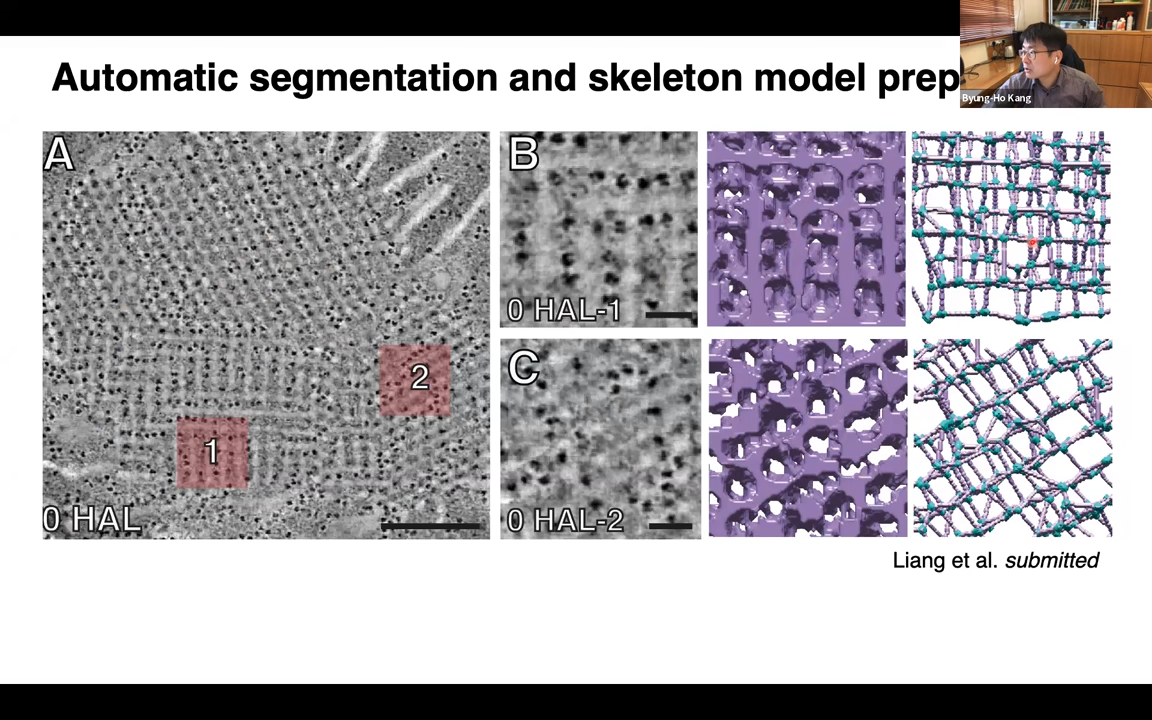 Automatic segmentation and skeleton model prep
Byung-Ho Kang
A
B
0 HAL-1
2
1
0 HAL
C
0 HAL-2
Liang et al. submitted